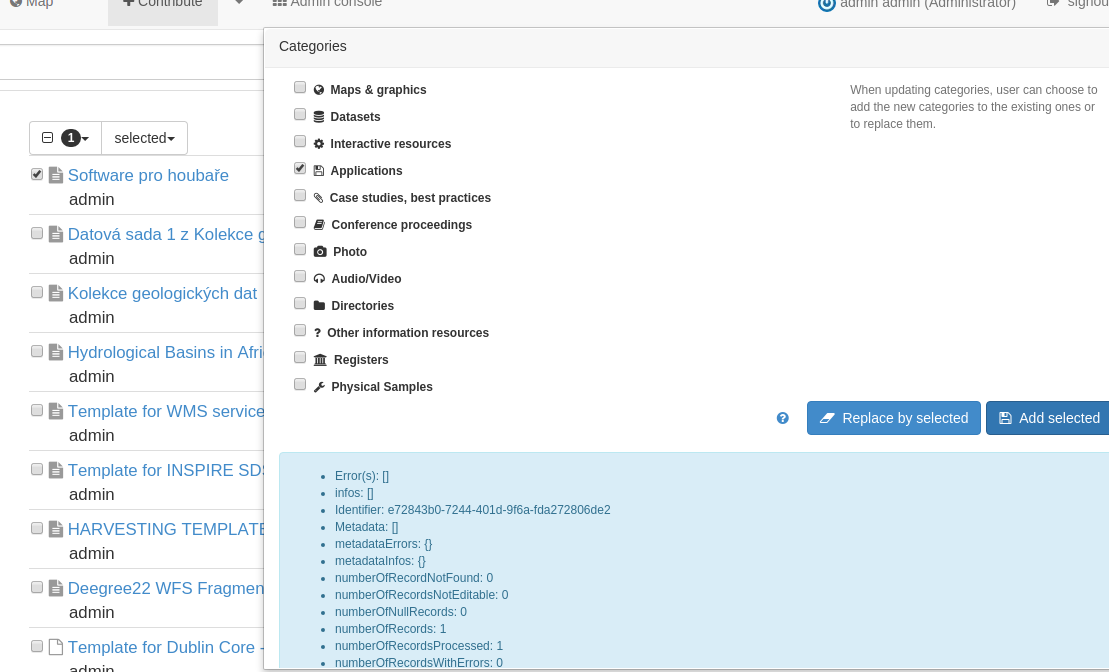 Map
Contribute
Admin console
admin admin (Administrator)
Categories
Maps & graphics
Datasets
Interactive resources
Applications
Case studies, best practices
Conference proceedings
Photo
Audio/Video
Directories
? Other information resources
Registers
Physical Samples
When updating categories, user can choose to
add the new categories to the existing ones or
to replace them.
? Replace by selected Add selected
1 selected
Software pro houbaře
admin
Datová sada 1 z Kolekce
admin
Kolekce geologických dat
admin
Hydrological Basins in
admin
Template for WMS service
admin
Template for INSPIRE
admin
HARVESTING TEMPLATE
admin
Deegree22 WFS
admin
Template for Dublin Core -
admin
• Error(s): []
• infos: []
• Identifier: e72843b0-7244-401d-9f6a-fda272806de2
• Metadata: []
• metadataErrors: {}
• metadataInfos: {}
• numberOfRecordNotFound: 0
• numberOfRecordsNotEditable: 0
• numberOfNullRecords: 0
• numberOfRecords: 1
• numberOfRecordsProcessed: 1
• numberOfRecordsWithErrors: 0